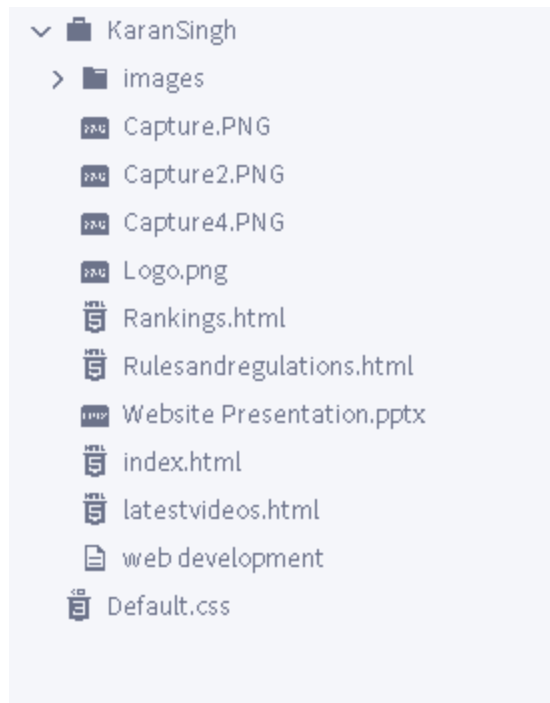 KaranSingh
images
Capture.PNG
Capture2.PNG
Capture4.PNG
Logo.png
Rankings.html
Rulesandregulations.html
Website Presentation.pptx
index.html
latestvideos.html
web development
Default.css